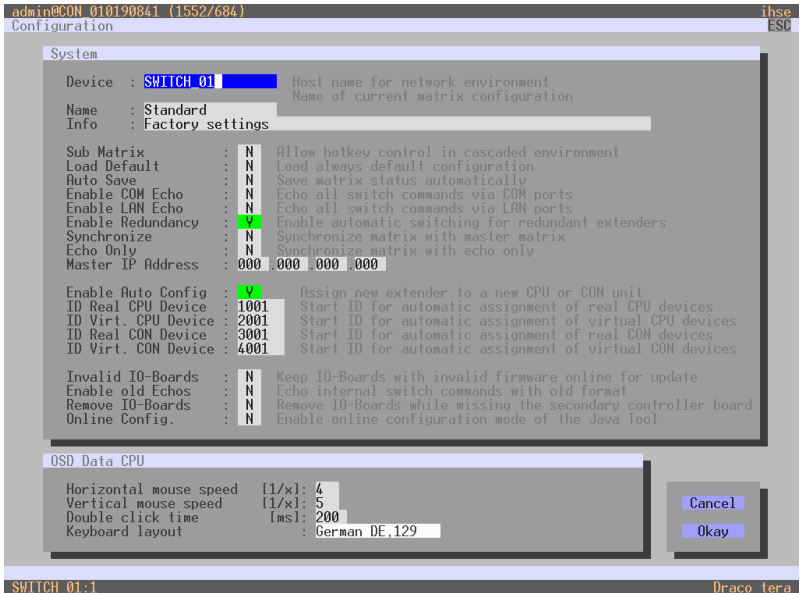 admin@CON 010190841 (1552/684) ihse
Configuration ESC
System
Device : SWITCH_01 Host name for network environment
Name of current matrix configuration
Name : Standard
Info : Factory settings
Sub Matrix : N Allow hotkey control in cascaded environment
Load Default : N Load always default configuration
Auto Save : N Save matrix status automatically
Enable COM Echo : N Echo all switch commands via COM ports
Enable LAN Echo : N Echo all switch commands via LAN ports
Enable Redundancy : Y Enable automatic switching for redundant extenders
Synchronize : N Synchronize matrix with master matrix
Echo Only : N Synchronize matrix with echo only
Master IP Address : 000 .000 .000 .000
Enable Auto Config : Y Assign new extender to a new CPU or CON unit
ID Real CPU Device : 1001 Start ID for automatic assignment of real CPU devices
ID Virt. CPU Device : 2001 Start ID for automatic assignment of virtual CPU devices
ID Real CON Device : 3001 Start ID for automatic assignment of real CON devices
ID Virt. CON Device : 4001 Start ID for automatic assignment of virtual CON devices
Invalid IO-Boards : N Keep IO-Boards with invalid firmware online for update
Enable old Echos : N Echo internal switch commands with old format
Remove IO-Boards : N Remove IO-Boards while missing the secondary controller board
Online Config. : N Enable online configuration mode of the Java Tool
OSD Data CPU
Horizontal mouse speed [1/x]: 4
Vertical mouse speed [1/x]: 5
Double click time [ms]: 200
Keyboard layout : German DE,129
Cancel
Okay
SWITCH_01:1 Draco tera